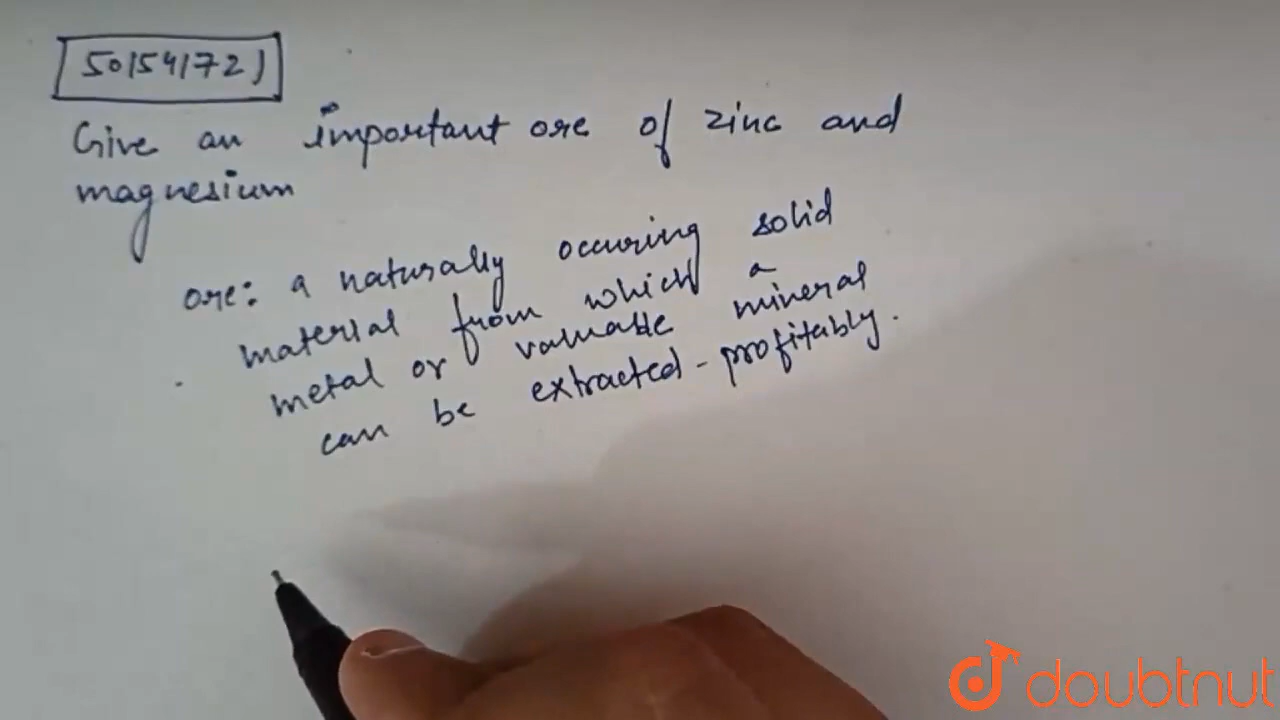 501541721
Give an important ore of zinc and
magnesium
ore: a naturally occuring solid
material from which a
metal or valuable mineral
can be extracted - profitably.
doubtnut